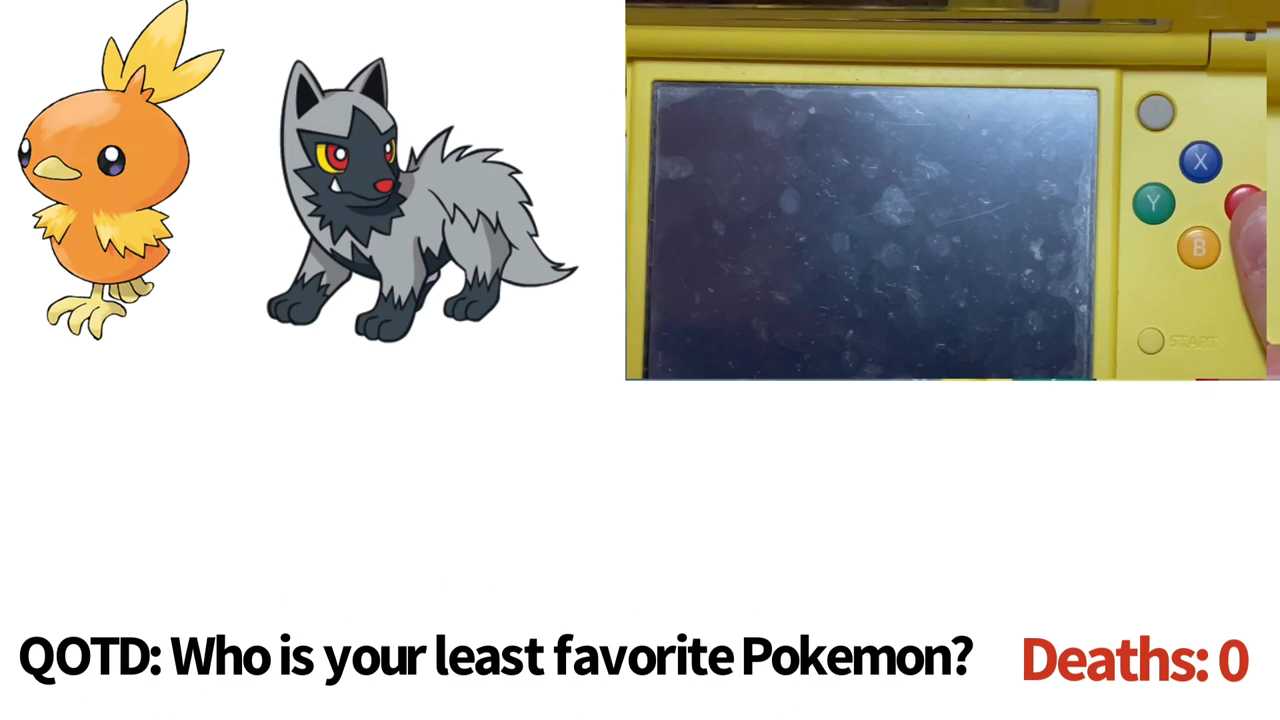 X
Y
B
START
QOTD: Who is your least favorite Pokemon?
Deaths: 0